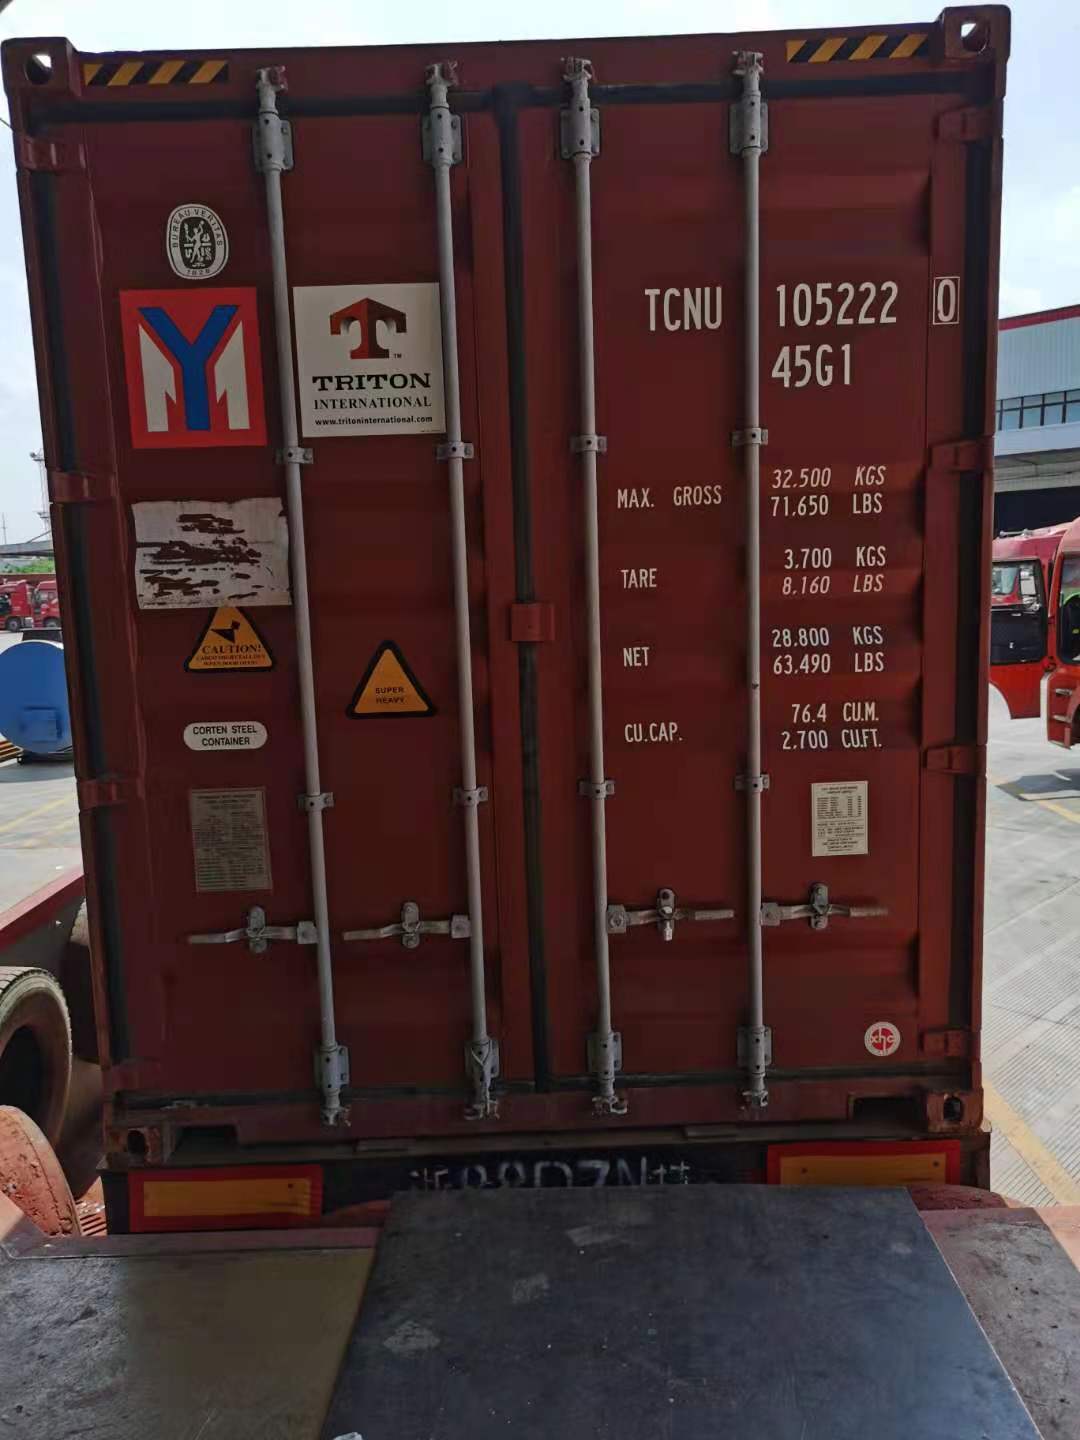 BUREAU VERITAS
1828
YM
TRITON
INTERNATIONAL
www.tritoninternational.com
TCNU 105222 0
45G1
MAX. GROSS 32.500 KGS
71.650 LBS
TARE 3.700 KGS
8.160 LBS
NET 28.800 KGS
63.490 LBS
CU.CAP. 76.4 CU.M.
2.700 CU.FT.
CAUTION!
SUPER
HEAVY
CORTEN STEEL
CONTAINER
xhc